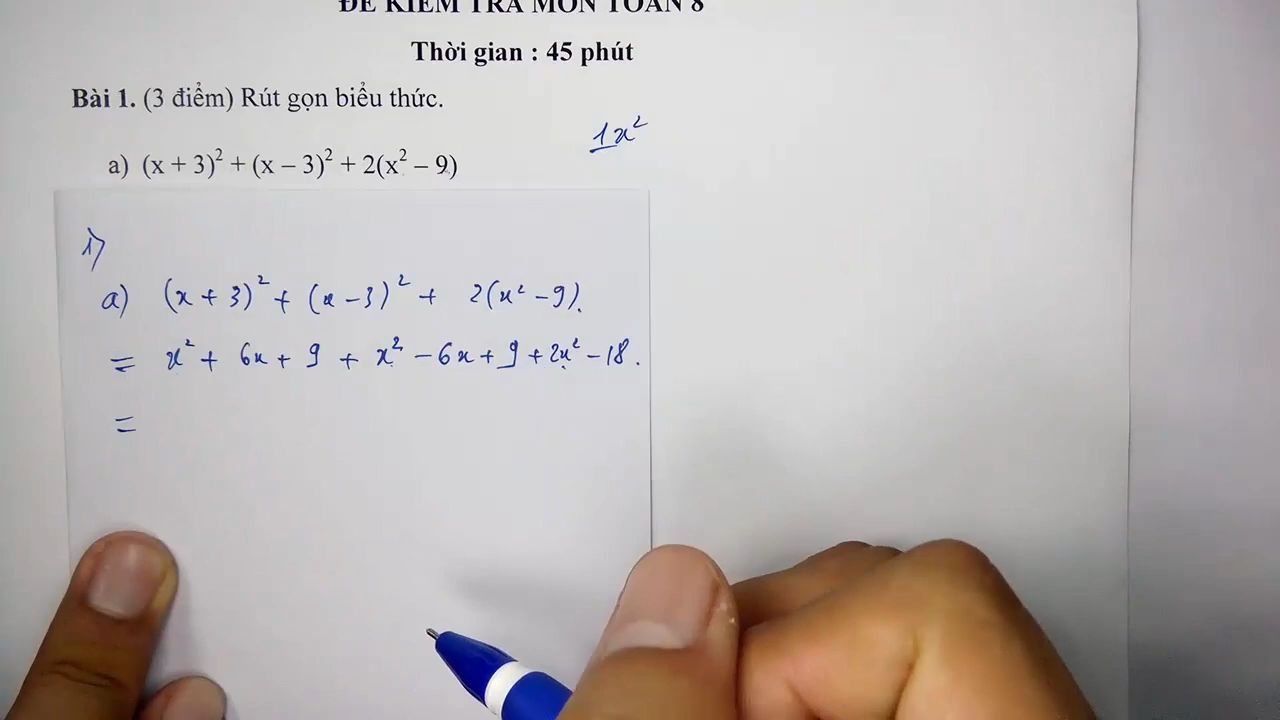 ĐỀ KIỂM TRA MÔN TOÁN 8
Thời gian : 45 phút
Bài 1. (3 điểm) Rút gọn biểu thức.
1x²
a) (x + 3)² + (x – 3)² + 2(x² – 9)
1)
a) (x + 3)² + (x – 3)² + 2(x² – 9).
= x² + 6x + 9 + x² – 6x + 9 + 2x² – 18.
=